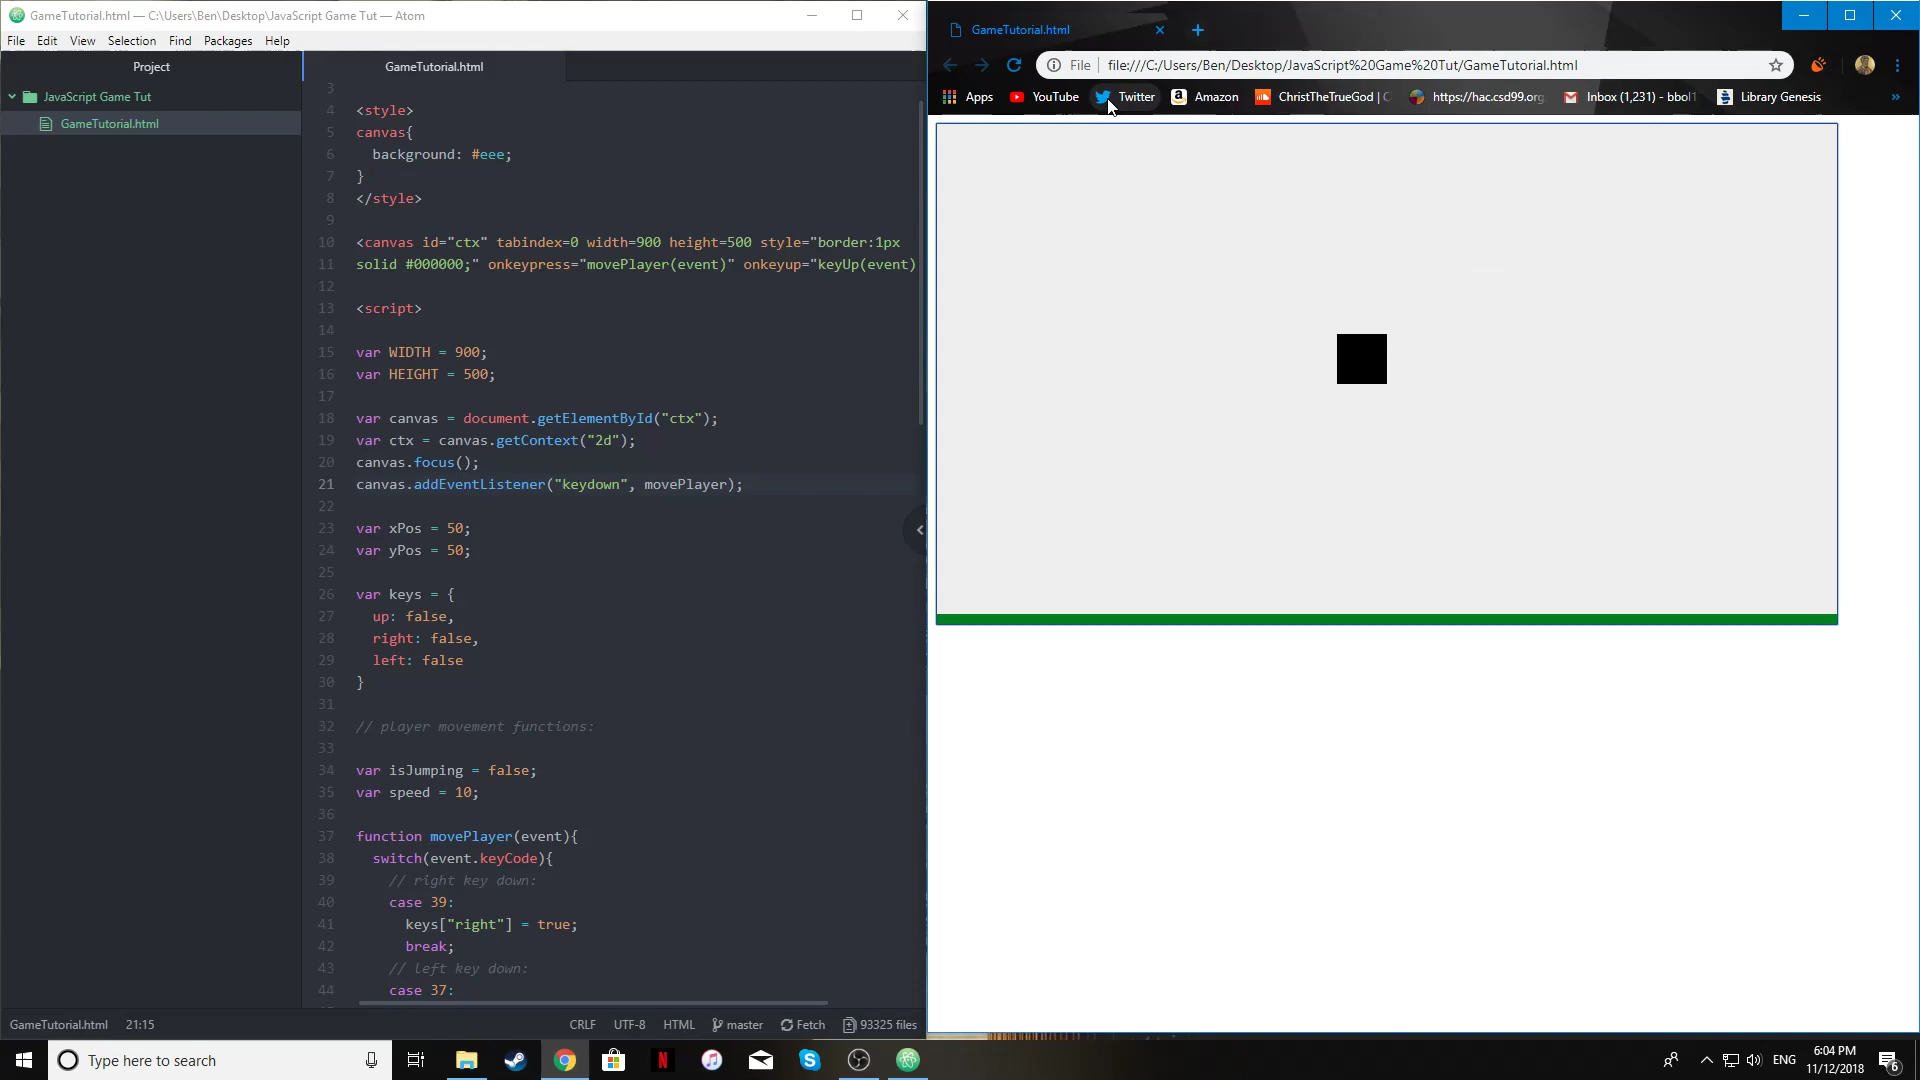 GameTutorial.html — C:\Users\Ben\Desktop\JavaScript Game Tut — Atom
File Edit View Selection Find Packages Help
Project
JavaScript Game Tut
GameTutorial.html
GameTutorial.html
3
4 <style>
5 canvas{
6 background: #eee;
7 }
8 </style>
9
10 <canvas id="ctx" tabindex=0 width=900 height=500 style="border:1px
11 solid #000000;" onkeypress="movePlayer(event)" onkeyup="keyUp(event)
12
13 <script>
14
15 var WIDTH = 900;
16 var HEIGHT = 500;
17
18 var canvas = document.getElementById("ctx");
19 var ctx = canvas.getContext("2d");
20 canvas.focus();
21 canvas.addEventListener("keydown", movePlayer);
22
23 var xPos = 50;
24 var yPos = 50;
25
26 var keys = {
27 up: false,
28 right: false,
29 left: false
30 }
31
32 // player movement functions:
33
34 var isJumping = false;
35 var speed = 10;
36
37 function movePlayer(event){
38 switch(event.keyCode){
39 // right key down:
40 case 39:
41 keys["right"] = true;
42 break;
43 // left key down:
44 case 37:
GameTutorial.html 21:15 CRLF UTF-8 HTML master Fetch 93325 files
GameTutorial.html
File file:///C:/Users/Ben/Desktop/JavaScript%20Game%20Tut/GameTutorial.html
Apps YouTube Twitter Amazon ChristTheTrueGod | https://hac.csd99.org Inbox (1,231) - bbol1 Library Genesis »
Type here to search
ENG
6:04 PM
11/12/2018
6